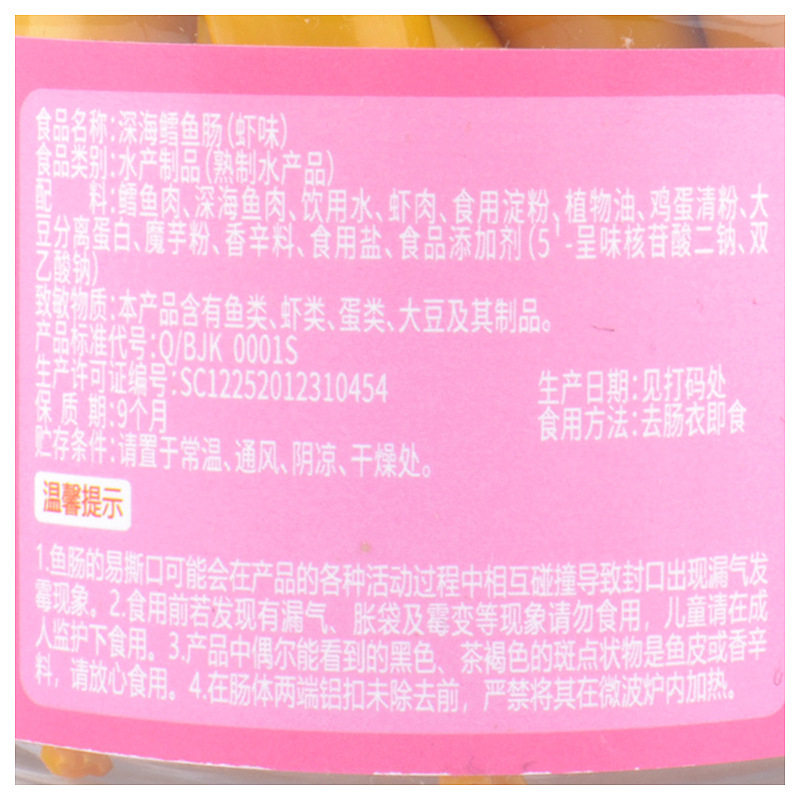 食品名称:深海鳕鱼肠(虾味)
食品类别:水产制品(熟制水产品)
配 料:鳕鱼肉、深海鱼肉、饮用水、虾肉、食用淀粉、植物油、鸡蛋清粉、大
豆分离蛋白、魔芋粉、香辛料、食用盐、食品添加剂(5'-呈味核苷酸二钠、双
乙酸钠)
致敏物质:本产品含有鱼类、虾类、蛋类、大豆及其制品。
产品标准代号:Q/BJK 0001S
生产许可证编号:SC12252012310454
生产日期:见打码处
保 质 期:9个月
食用方法:去肠衣即食
贮存条件:请置于常温、通风、阴凉、干燥处。
温馨提示
1.鱼肠的易撕口可能会在产品的各种活动过程中相互碰撞导致封口出现漏气发
霉现象。2.食用前若发现有漏气、胀袋及霉变等现象请勿食用，儿童请在成
人监护下食用。3.产品中偶尔能看到的黑色、茶褐色的斑点状物是鱼皮或香辛
料，请放心食用。4.在肠体两端铝扣未除去前，严禁将其在微波炉内加热。